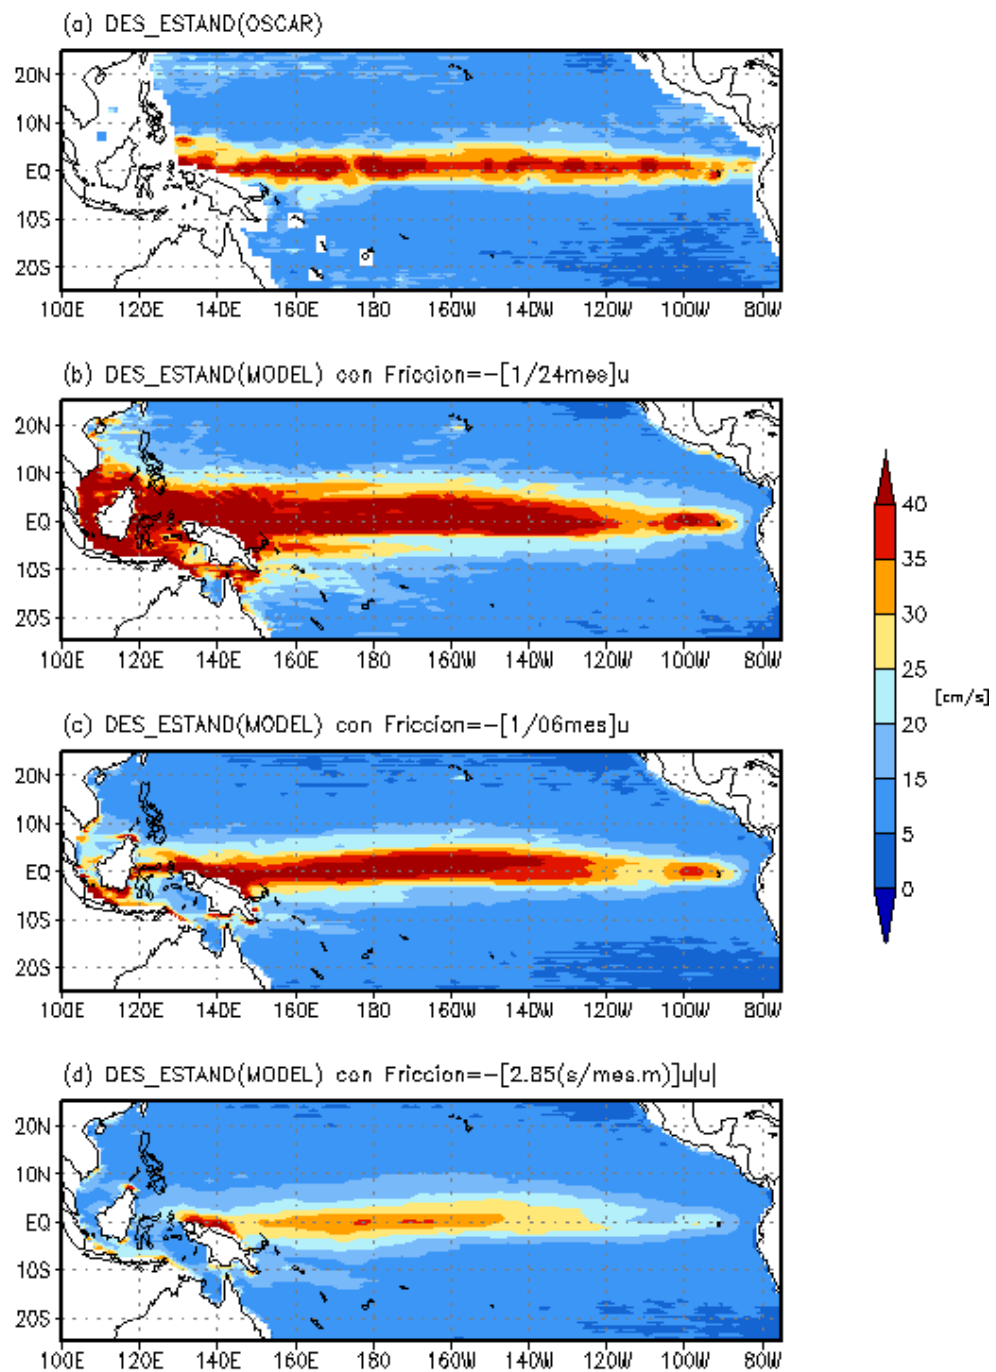 (a) DES_ESTAND(OSCAR)
20N
10N
EQ
10S
20S
100E 120E 140E 160E 180 160W 140W 120W 100W 80W
(b) DES_ESTAND(MODEL) con Friccion=-[1/24mes]u
20N
10N
EQ
10S
20S
100E 120E 140E 160E 180 160W 140W 120W 100W 80W
40
35
30
25
20
15
5
0
[cm/s]
(c) DES_ESTAND(MODEL) con Friccion=-[1/06mes]u
20N
10N
EQ
10S
20S
100E 120E 140E 160E 180 160W 140W 120W 100W 80W
(d) DES_ESTAND(MODEL) con Friccion=-[2.85(s/mes.m)]u|u|
20N
10N
EQ
10S
20S
100E 120E 140E 160E 180 160W 140W 120W 100W 80W